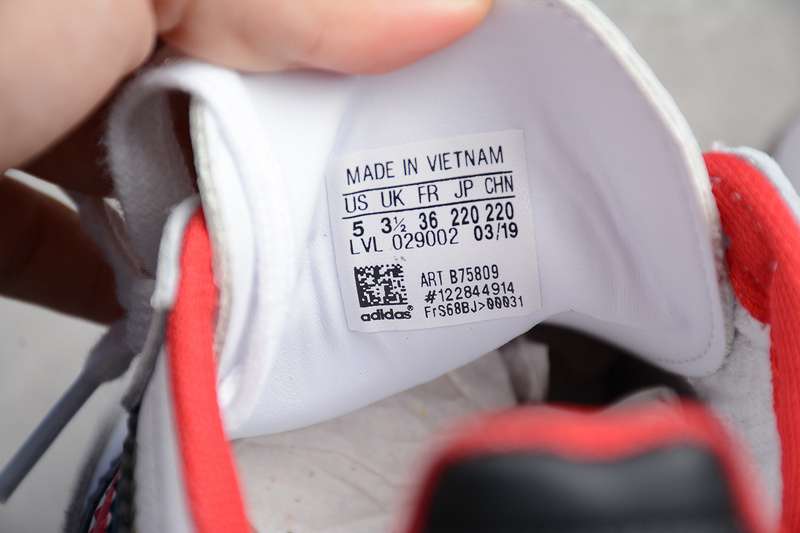 MADE IN VIETNAM
US UK FR JP CHN
5 3½ 36 220 220
LVL 029002 03/19
ART B75809
#122844914
FrS68BJ>00031
adidas®